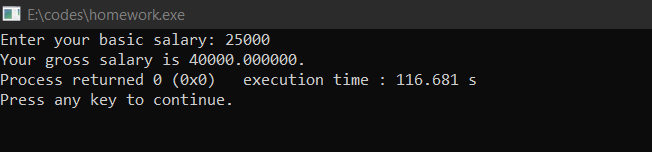 E:\codes\homework.exe
Enter your basic salary: 25000
Your gross salary is 40000.000000.
Process returned 0 (0x0)   execution time : 116.681 s
Press any key to continue.